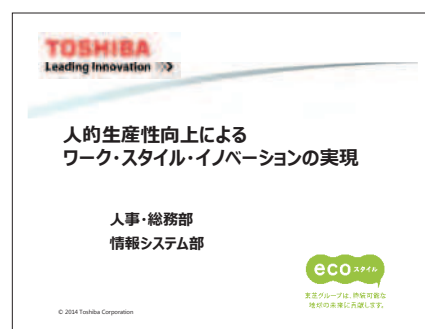 TOSHIBA
Leading Innovation >>>
人的生産性向上による
ワーク・スタイル・イノベーションの実現
人事・総務部
情報システム部
eco スタイル
東芝グループは、持続可能な
地球の未来に貢献します。
© 2014 Toshiba Corporation